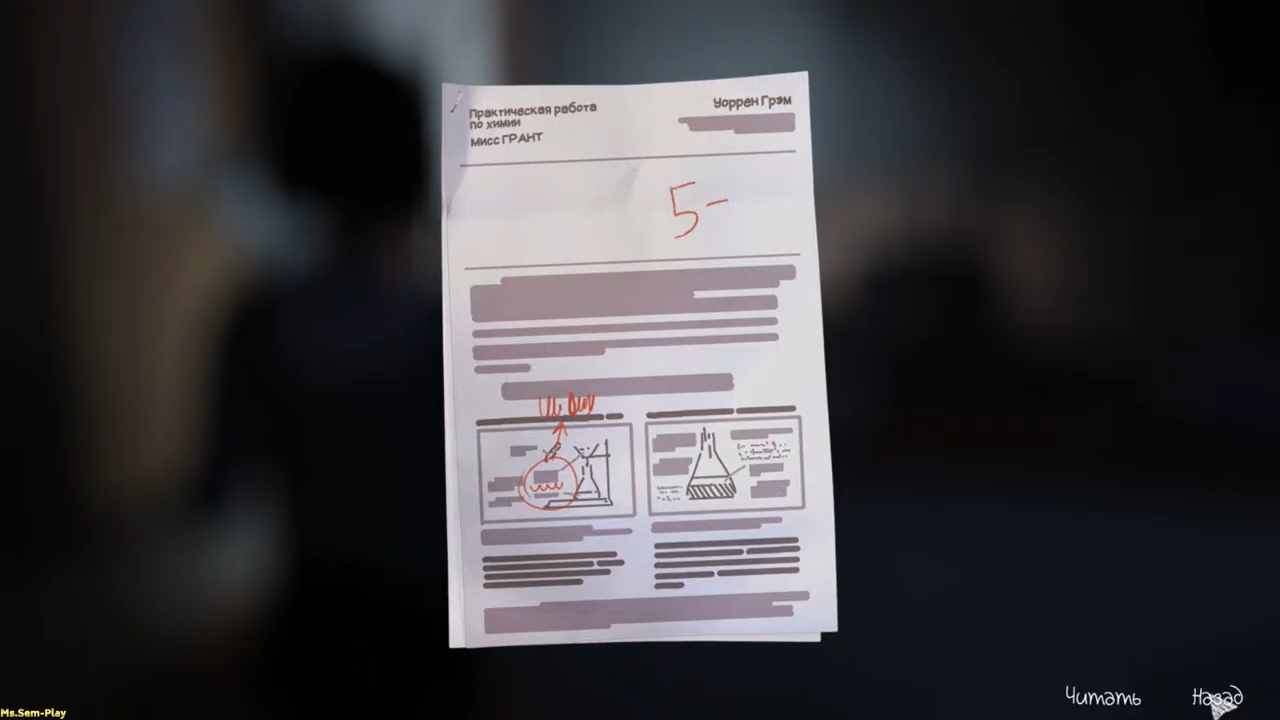 Практическая работа
по химии
Мисс ГРАНТ
Уоррен Грэм
5-
Читать
Назад
Ms.Sem-Play